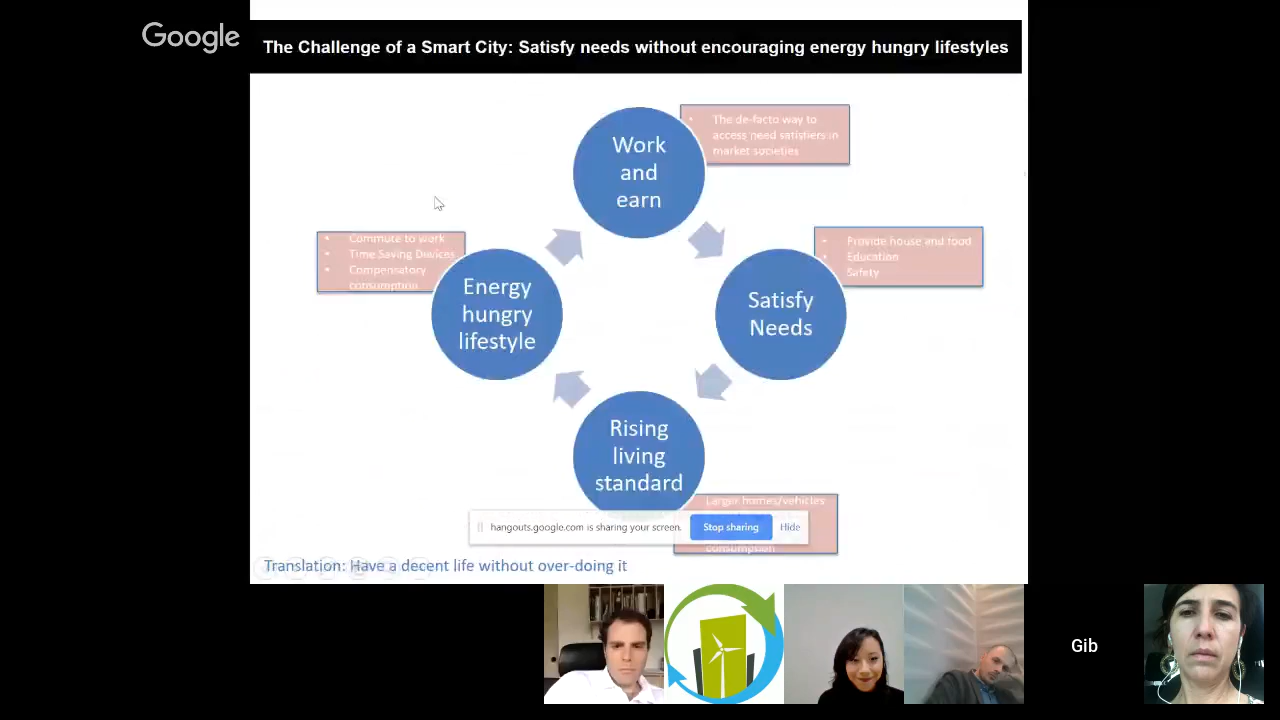 Google
The Challenge of a Smart City: Satisfy needs without encouraging energy hungry lifestyles
Work
and
earn
• The de-facto way to
access need satisfiers in
market societies
• Commute to work
• Time Saving Devices
• Compensatory
consumption
• Provide house and food
• Education
• Safety
Energy
hungry
lifestyle
Satisfy
Needs
Rising
living
standard
Larger homes/vehicles
consumption
hangouts.google.com is sharing your screen.
Stop sharing
Hide
Translation: Have a decent life without over-doing it
Gib